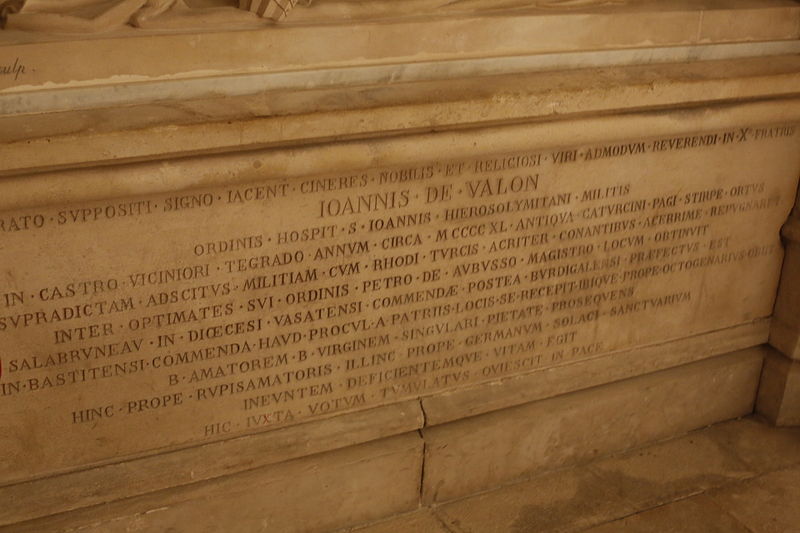 sculp.
RATO · SVPPOSITI · SIGNO · IACENT · CINERES · NOBILIS · ET · RELIGIOSI · VIRI · ADMODVM · REVERENDI · IN · X° · FRATRIS
IOANNIS · DE · VALON
ORDINIS · HOSPIT · S · IOANNIS · HIEROSOLYMITANI · MILITIS
IN · CASTRO · VICINIORI · TEGRADO · ANNVM · CIRCA · M CCCC XL · ANTIQVA · CATVRCINI · PAGI · STIRPE · ORTVS
SVPRADICTAM · ADSCITVS · MILITIAM · CVM · RHODI · TVRCIS · ACRITER · CONANTIBVS · ACERRIME · REPVGNARET
INTER · OPTIMATES · SVI · ORDINIS · PETRO · DE · AVBVSSO · MAGISTRO · LOCVM · OBTINVIT
SALABRVNEAV · IN · DIŒCESI · VASATENSI · COMMENDÆ · POSTEA · BVRDIGALENSI · PRÆFECTVS · EST
IN · BASTITENSI · COMMENDA · HAVD · PROCVL · A · PATRIIS · LOCIS · SE · RECEPIT · IBIQVE · PROPE · OCTOGENARIVS · OBIIT
B · AMATOREM · B · VIRGINEM · SINGVLARI · PIETATE · PROSEQVENS
HINC · PROPE · RVPISAMATORIS · ILLINC · PROPE · GERMANVM · SOLACI · SANCTVARIVM
INEVNTEM · DEFICIENTEMQVE · VITAM · EGIT
HIC · IVXTA · VOTVM · TVMVLATVS · QVIESCIT · IN · PACE